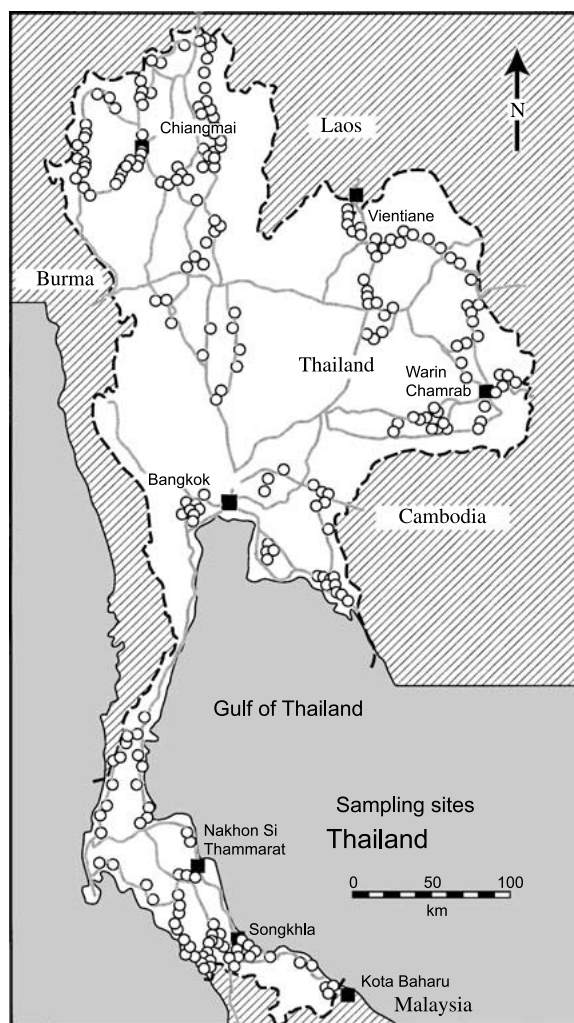 N
Chiangmai
Laos
Vientiane
Burma
Thailand
Warin
Chamrab
Bangkok
Cambodia
Gulf of Thailand
Sampling sites
Thailand
Nakhon Si
Thammarat
0 50 100
km
Songkhla
Kota Baharu
Malaysia